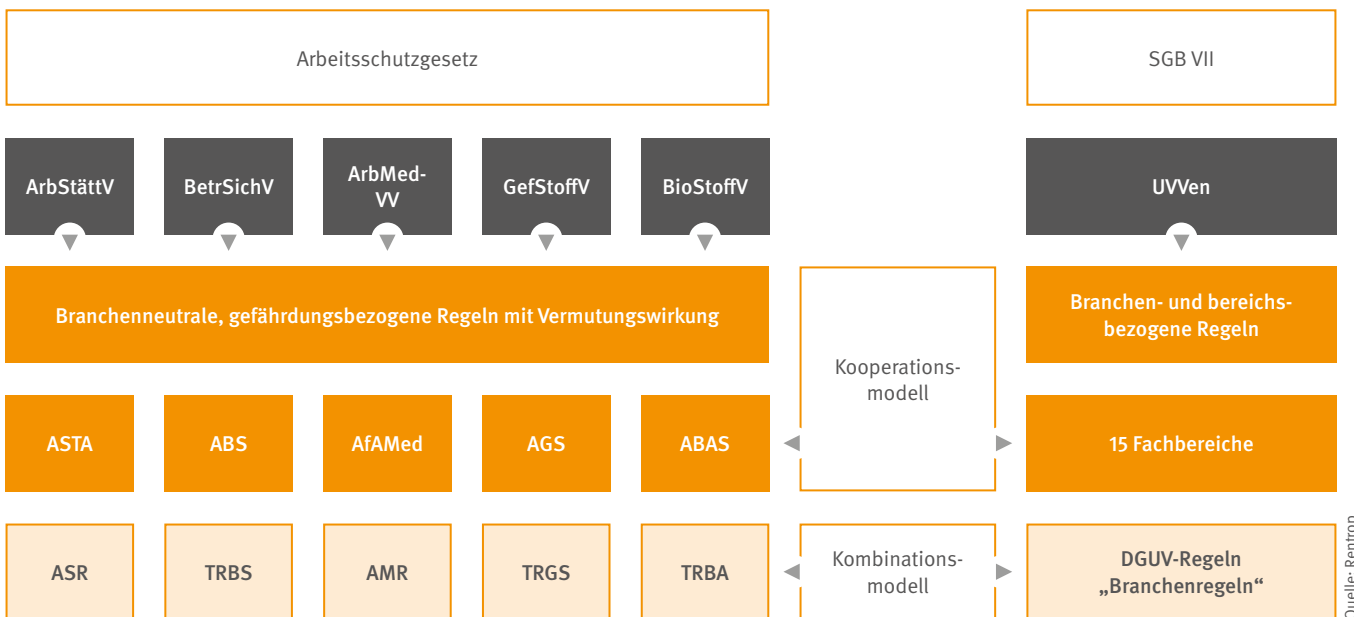 Arbeitsschutzgesetz
SGB VII
ArbStättV
BetrSichV
ArbMed-
VV
GefStoffV
BioStoffV
UVVen
Branchenneutrale, gefährdungsbezogene Regeln mit Vermutungswirkung
Kooperations-
modell
Branchen- und bereichs-
bezogene Regeln
ASTA
ABS
AfAMed
AGS
ABAS
15 Fachbereiche
ASR
TRBS
AMR
TRGS
TRBA
Kombinations-
modell
DGUV-Regeln
„Branchenregeln“
Quelle: Rentrop